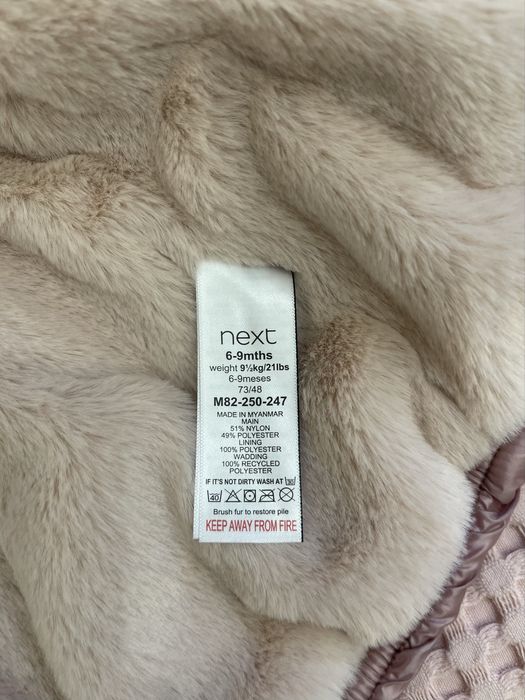 next
6-9mths
weight 9½kg/21lbs
6-9meses
73/48
M82-250-247
MADE IN MYANMAR
MAIN
51% NYLON
49% POLYESTER
LINING
100% POLYESTER
WADDING
100% RECYCLED
POLYESTER
IF IT'S NOT DIRTY WASH AT 30
40
Brush fur to restore pile
KEEP AWAY FROM FIRE